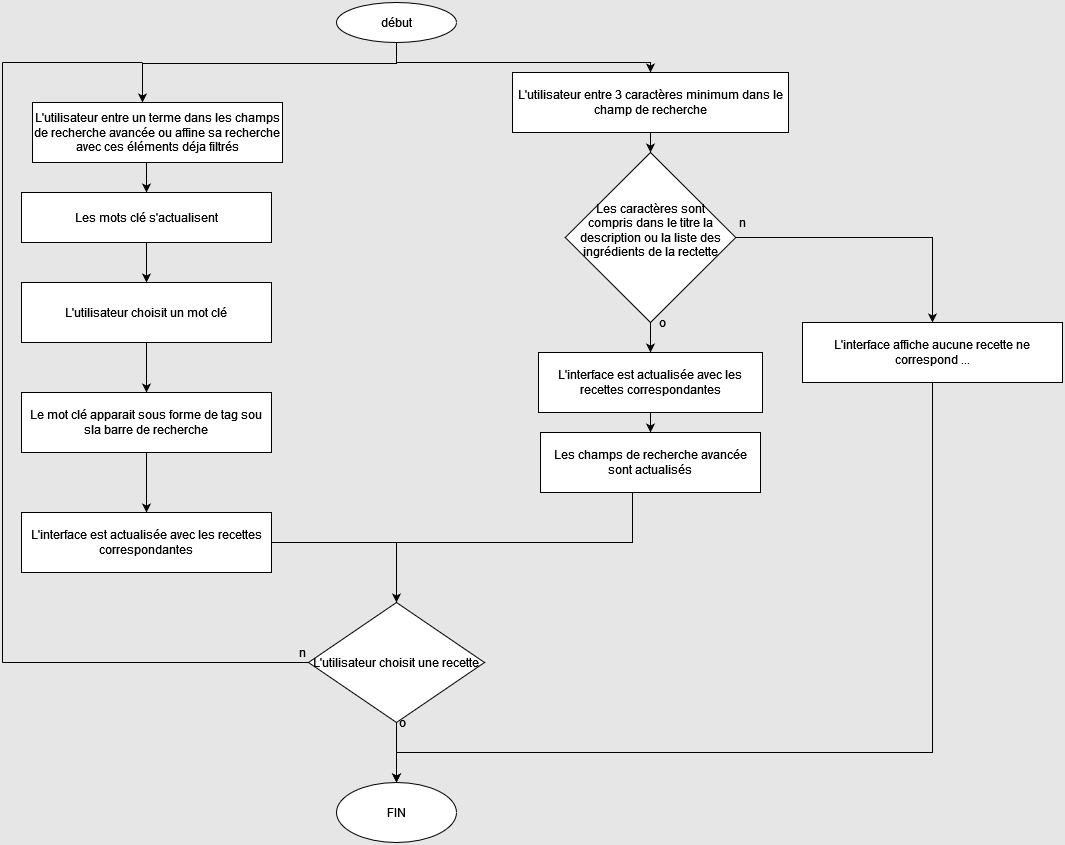 début
L'utilisateur entre un terme dans les champs
de recherche avancée ou affine sa recherche
avec ces éléments déja filtrés
Les mots clé s'actualisent
L'utilisateur choisit un mot clé
Le mot clé apparait sous forme de tag sou
sla barre de recherche
L'interface est actualisée avec les recettes
correspondantes
L'utilisateur entre 3 caractères minimum dans le
champ de recherche
Les caractères sont
compris dans le titre la
description ou la liste des
ingrédients de la rectette
n
o
L'interface affiche aucune recette ne
correspond ...
L'interface est actualisée avec les
recettes correspondantes
Les champs de recherche avancée
sont actualisés
n
L'utilisateur choisit une recette
o
FIN